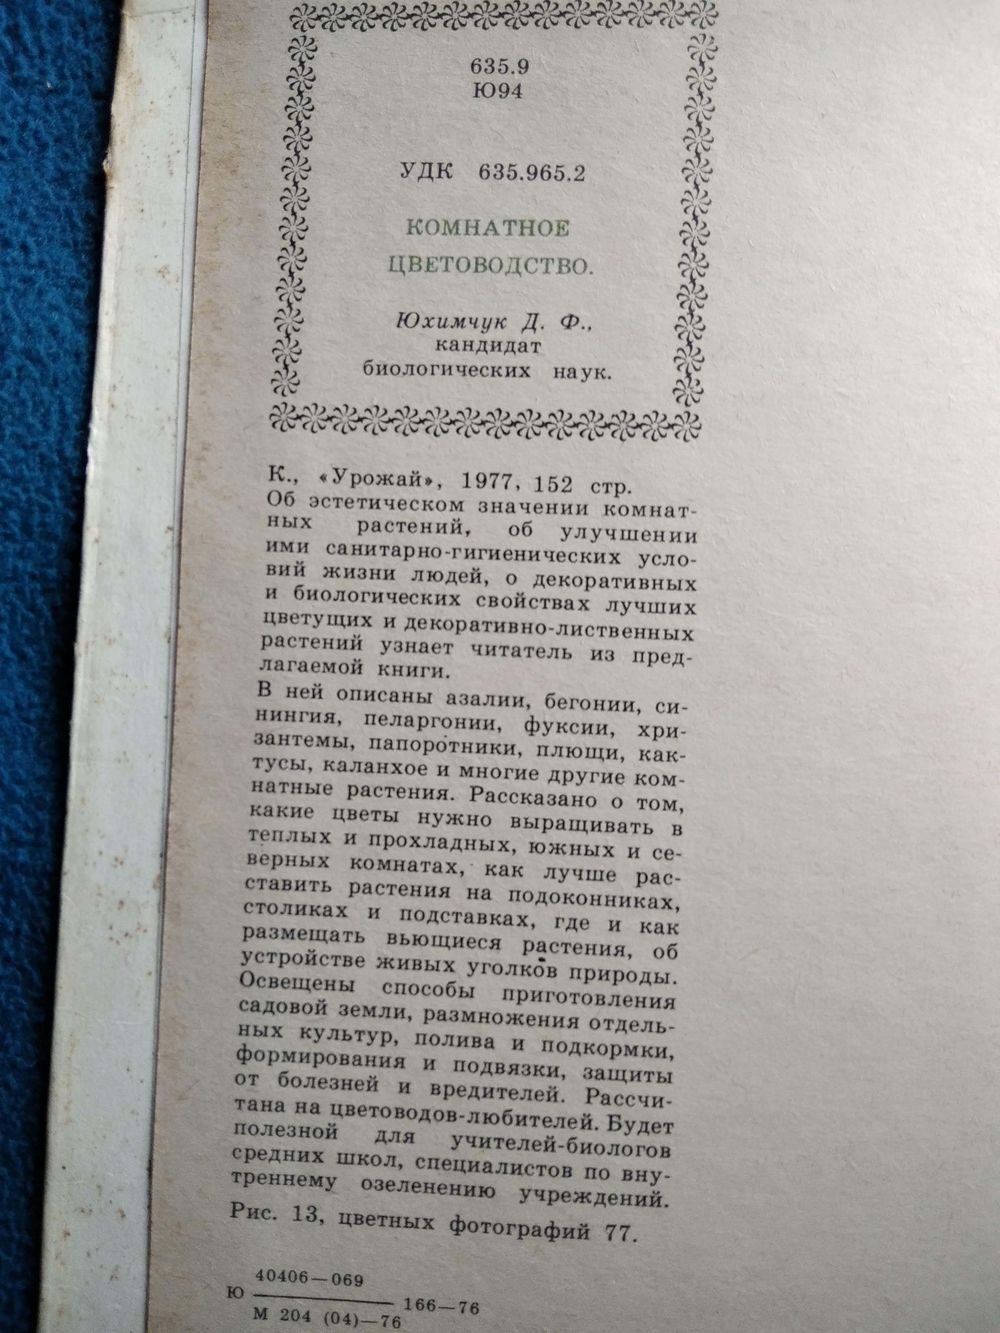 635.9
Ю94
УДК 635.965.2
КОМНАТНОЕ
ЦВЕТОВОДСТВО.
Юхимчук Д. Ф.,
кандидат
биологических наук.
К., «Урожай», 1977, 152 стр.
Об эстетическом значении комнат-
ных растений, об улучшении
ими санитарно-гигиенических усло-
вий жизни людей, о декоративных
и биологических свойствах лучших
цветущих и декоративно-лиственных
растений узнает читатель из пред-
лагаемой книги.
В ней описаны азалии, бегонии, си-
нингия, пеларгонии, фуксии, хри-
зантемы, папоротники, плющи, как-
тусы, каланхое и многие другие ком-
натные растения. Рассказано о том,
какие цветы нужно выращивать в
теплых и прохладных, южных и се-
верных комнатах, как лучше рас-
ставить растения на подоконниках,
столиках и подставках, где и как
размещать вьющиеся растения, об
устройстве живых уголков природы.
Освещены способы приготовления
садовой земли, размножения отдель-
ных культур, полива и подкормки,
формирования и подвязки, защиты
от болезней и вредителей. Рассчи-
тана на цветоводов-любителей. Будет
полезной для учителей-биологов
средних школ, специалистов по вну-
треннему озеленению учреждений.
Рис. 13, цветных фотографий 77.
40406—069
Ю 166—76
М 204 (04)—76